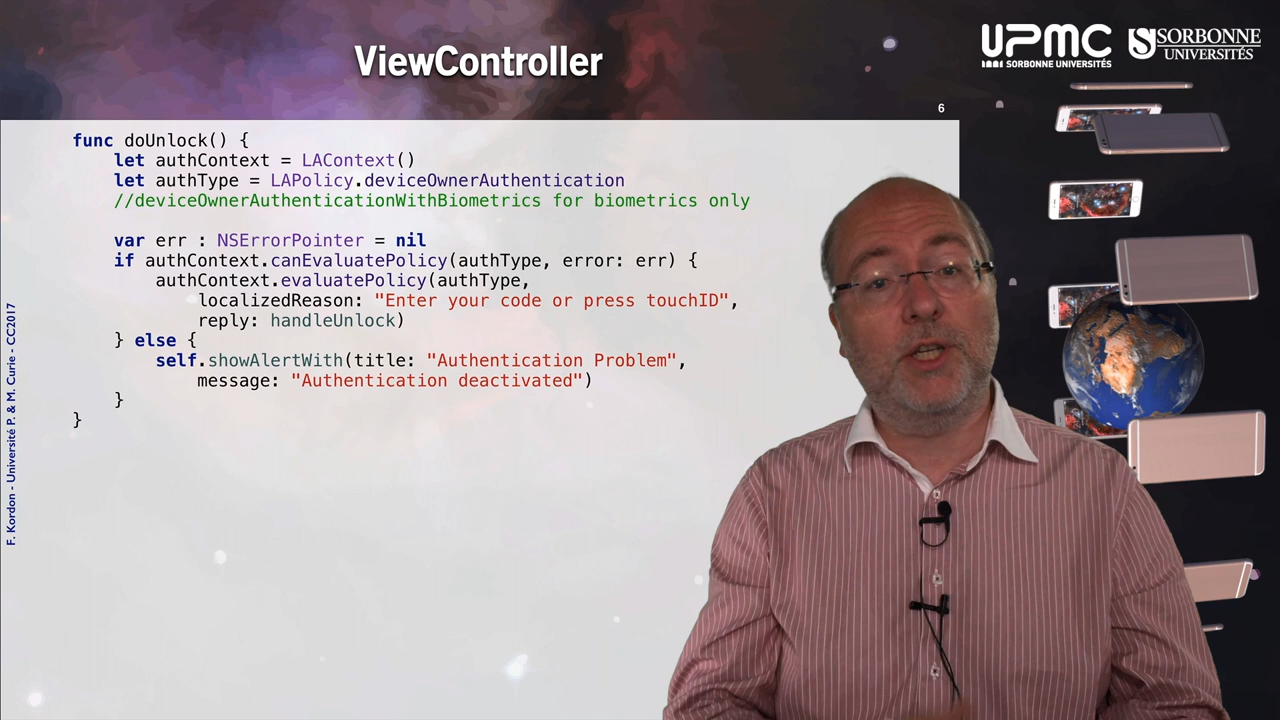 ViewController
UPMC
SORBONNE UNIVERSITÉS
SORBONNE
UNIVERSITÉS
6
func doUnlock() {
    let authContext = LAContext()
    let authType = LAPolicy.deviceOwnerAuthentication
    //deviceOwnerAuthenticationWithBiometrics for biometrics only
    var err : NSErrorPointer = nil
    if authContext.canEvaluatePolicy(authType, error: err) {
        authContext.evaluatePolicy(authType,
            localizedReason: "Enter your code or press touchID",
            reply: handleUnlock)
    } else {
        self.showAlertWith(title: "Authentication Problem",
            message: "Authentication deactivated")
    }
}
F. Kordon - Université P. & M. Curie - CC2017